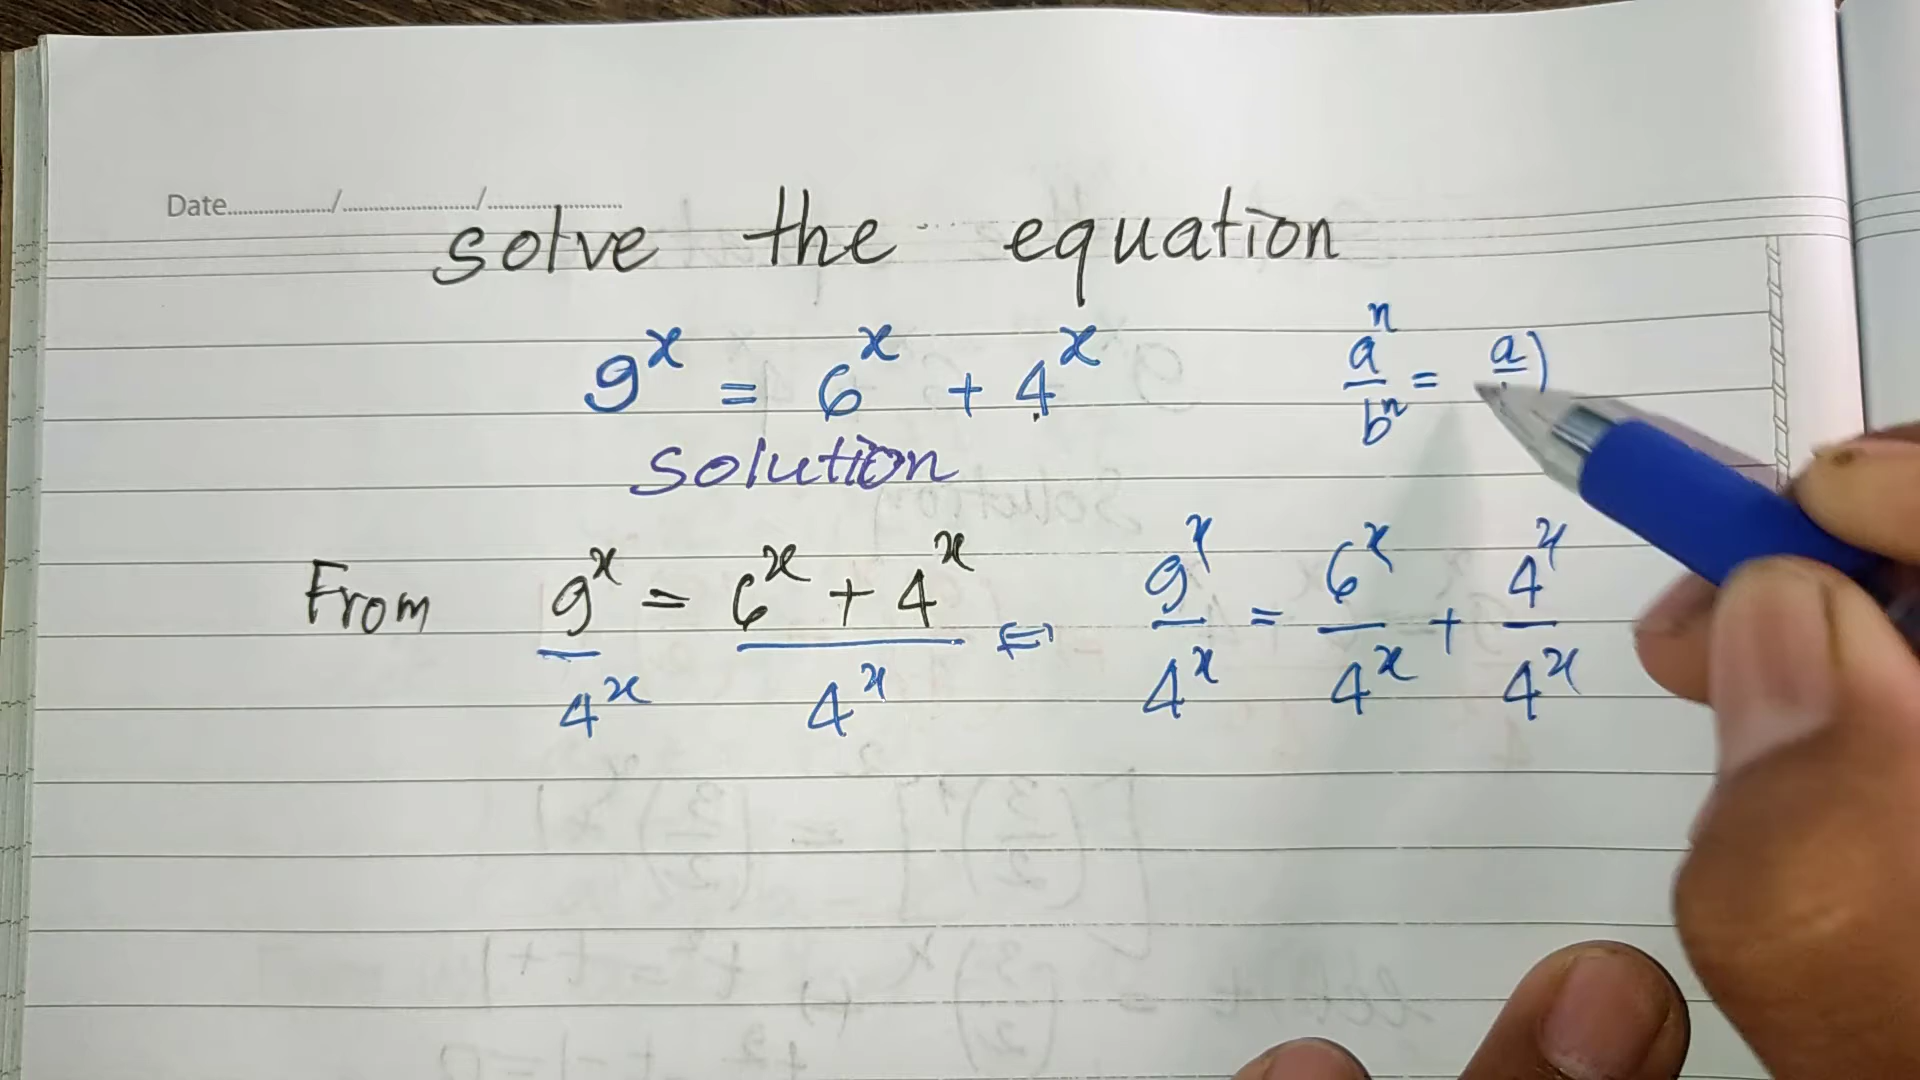 Date
solve the equation
9^x = 6^x + 4^x
a^n / b^n = a )
solution
From 9^x / 4^x = 6^x + 4^x / 4^x ⇔ 9^x / 4^x = 6^x / 4^x + 4^x / 4^x